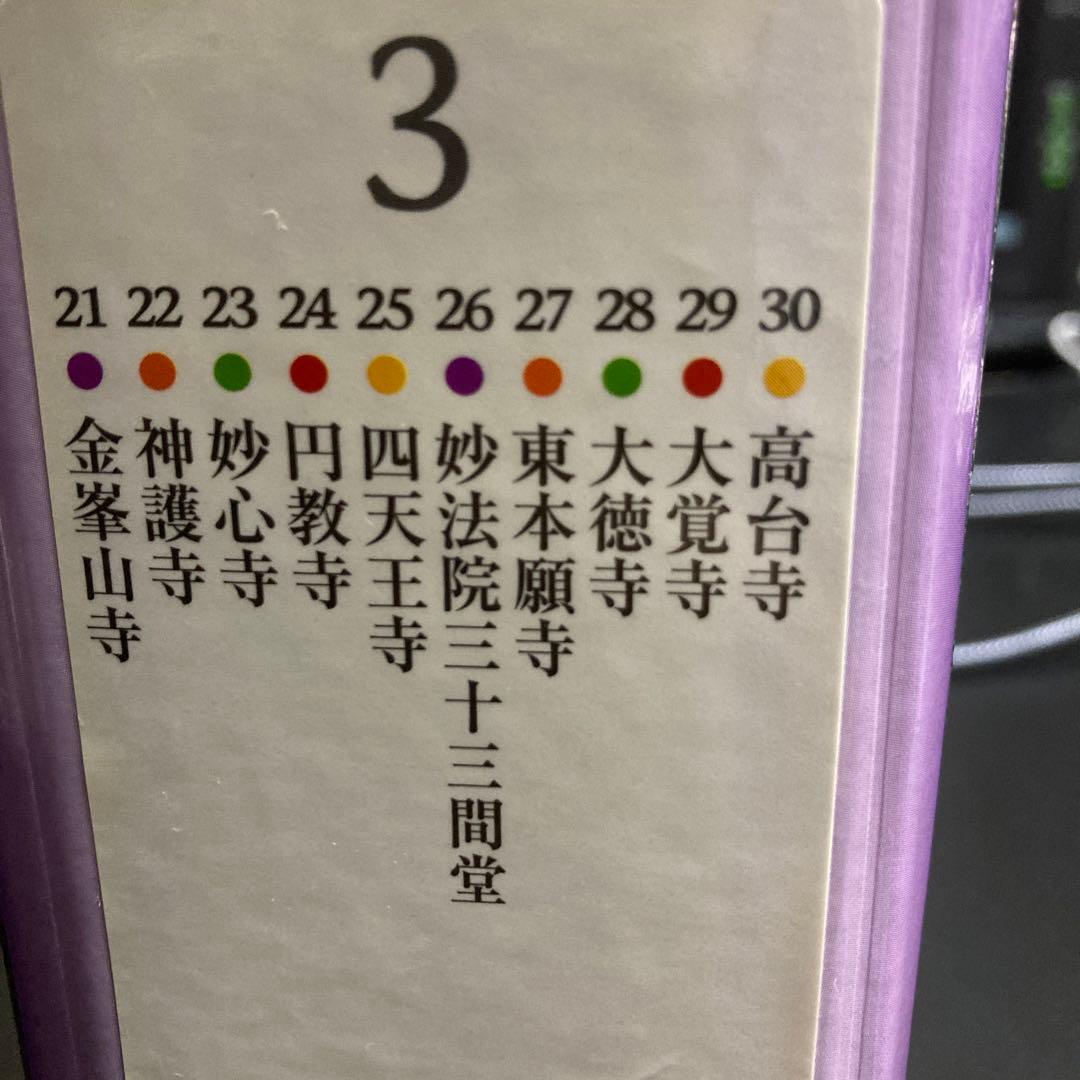 3
21 22 23 24 25 26 27 28 29 30
金峯山寺
神護寺
妙心寺
円教寺
四天王寺
妙法院三十三間堂
東本願寺
大徳寺
大覚寺
高台寺